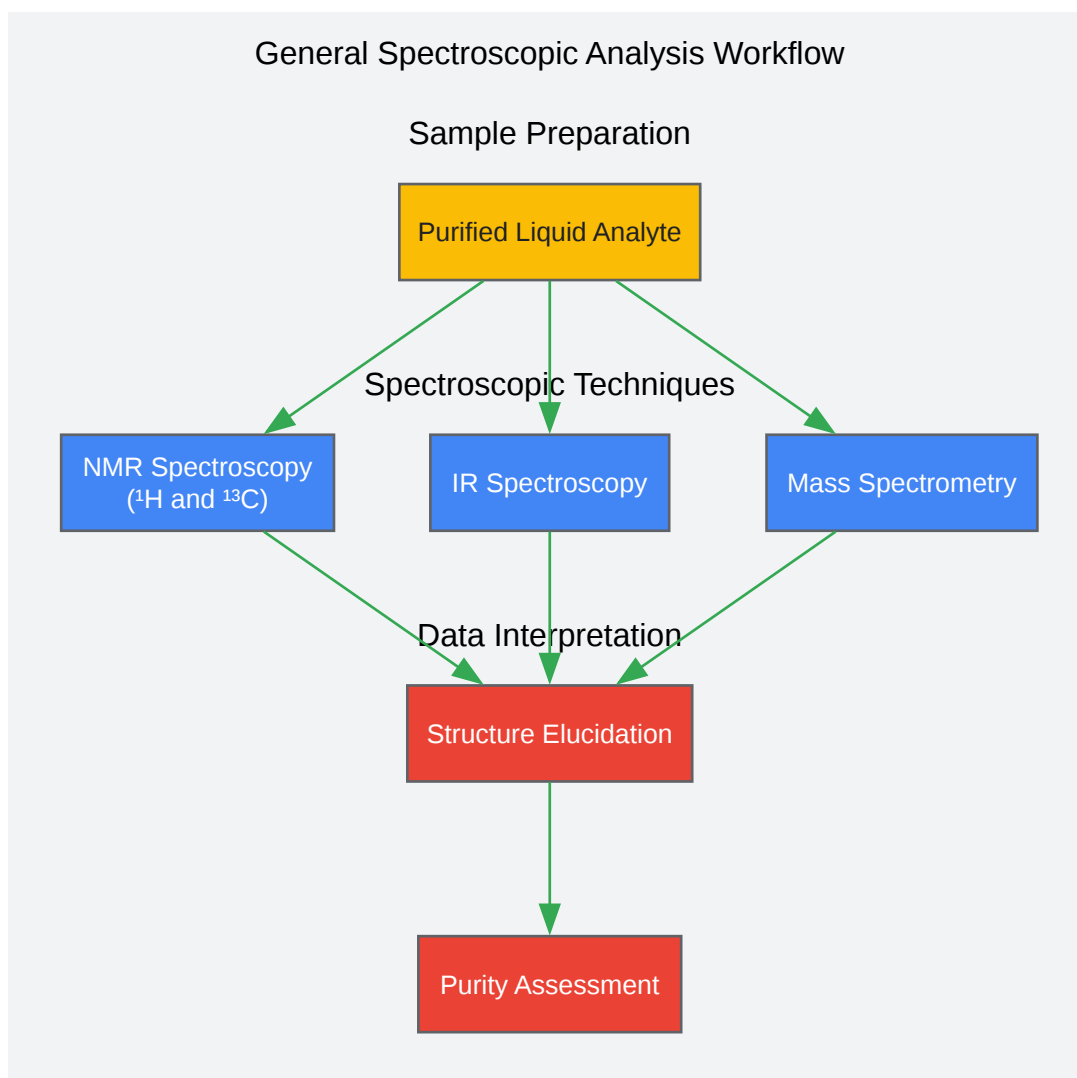 General Spectroscopic Analysis Workflow
Sample Preparation
Purified Liquid Analyte
Spectroscopic Techniques
NMR Spectroscopy
(¹H and ¹³C)
IR Spectroscopy
Mass Spectrometry
Data Interpretation
Structure Elucidation
Purity Assessment